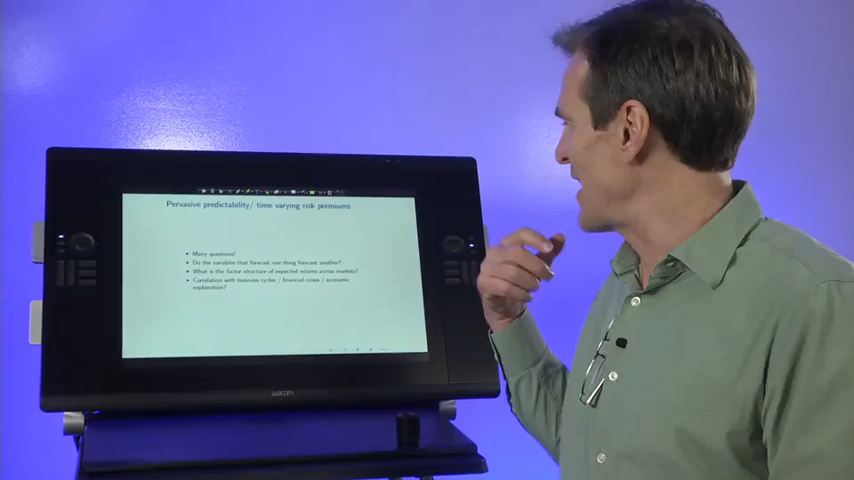 Pervasive predictability/ time varying risk premiums
Many questions!
Do the variables that forecast one thing forecast another?
What is the factor structure of expected returns across markets?
Correlation with business cycles / financial crises / economic
explanation?
wacom